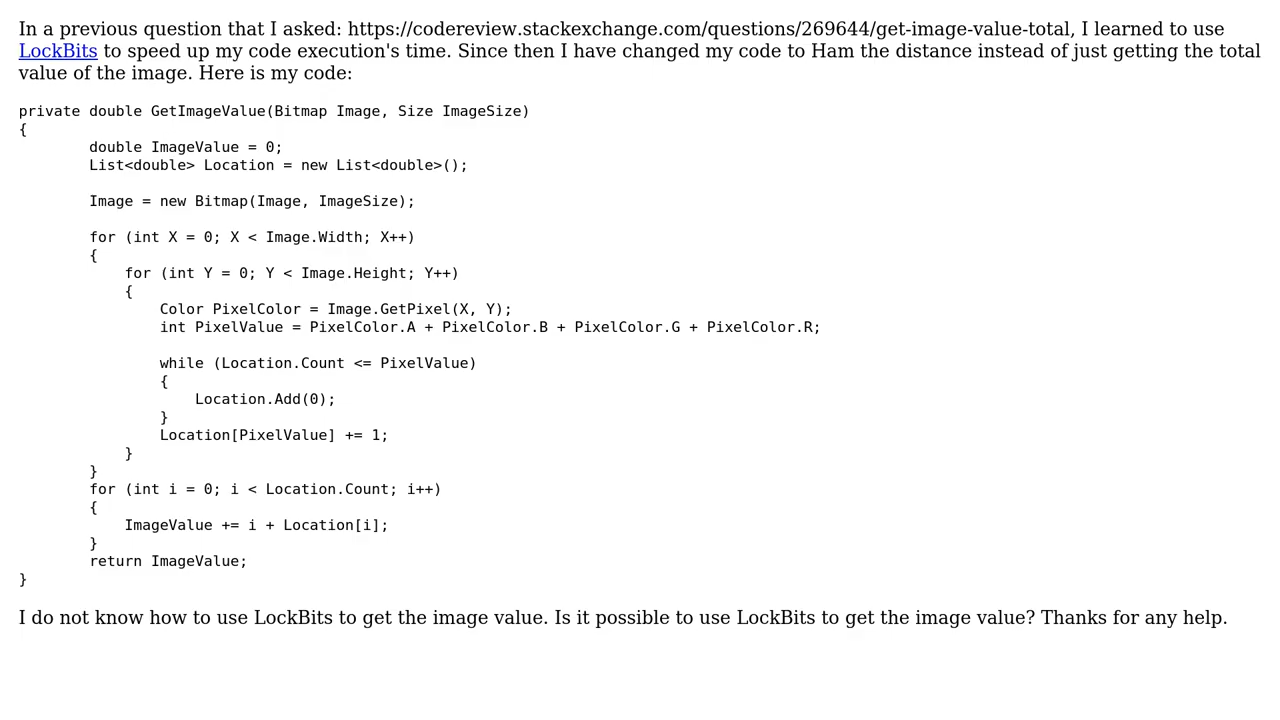 In a previous question that I asked: https://codereview.stackexchange.com/questions/269644/get-image-value-total, I learned to use
LockBits to speed up my code execution's time. Since then I have changed my code to Ham the distance instead of just getting the total
value of the image. Here is my code:
private double GetImageValue(Bitmap Image, Size ImageSize)
{
        double ImageValue = 0;
        List<double> Location = new List<double>();
        Image = new Bitmap(Image, ImageSize);
        for (int X = 0; X < Image.Width; X++)
        {
            for (int Y = 0; Y < Image.Height; Y++)
            {
                Color PixelColor = Image.GetPixel(X, Y);
                int PixelValue = PixelColor.A + PixelColor.B + PixelColor.G + PixelColor.R;
                while (Location.Count <= PixelValue)
                {
                    Location.Add(0);
                }
                Location[PixelValue] += 1;
            }
        }
        for (int i = 0; i < Location.Count; i++)
        {
            ImageValue += i + Location[i];
        }
        return ImageValue;
}
I do not know how to use LockBits to get the image value. Is it possible to use LockBits to get the image value? Thanks for any help.